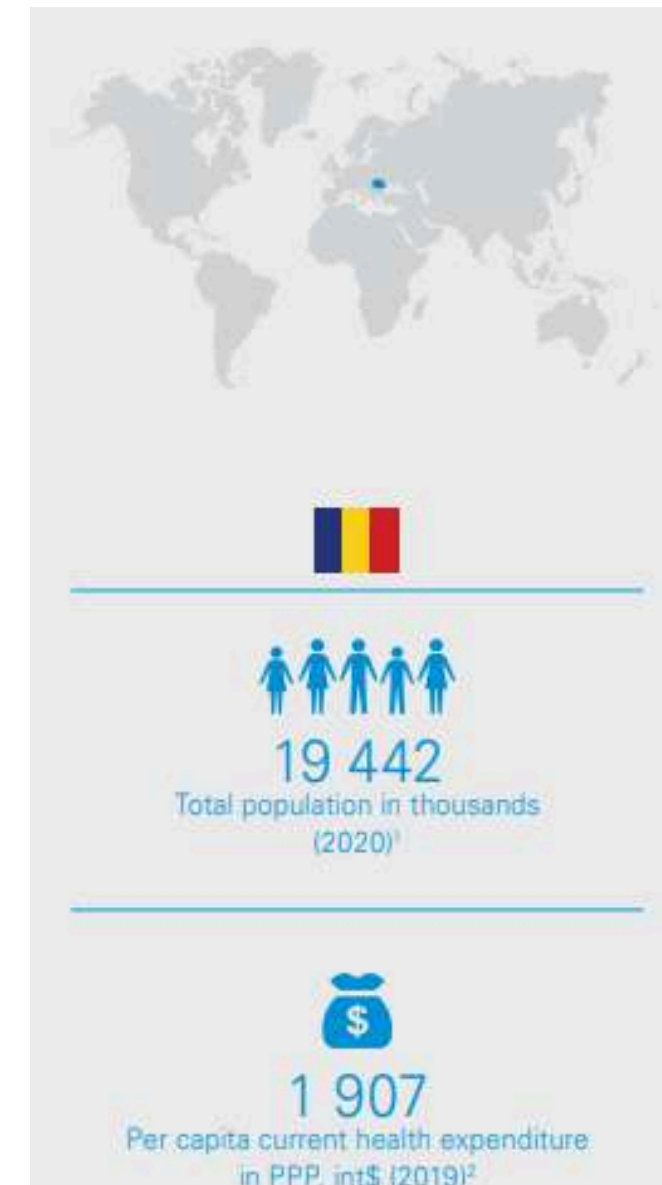 19 442
Total population in thousands
(2020)¹
$
1 907
Per capita current health expenditure
in PPP, int$ (2019)²